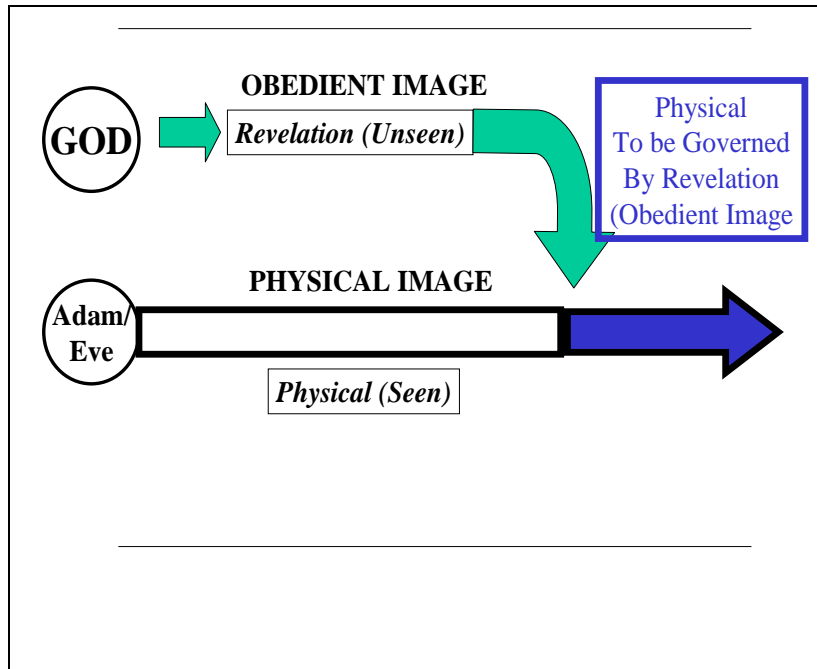 GOD
OBEDIENT IMAGE
Revelation (Unseen)
Physical
To be Governed
By Revelation
(Obedient Image
Adam/
Eve
PHYSICAL IMAGE
Physical (Seen)